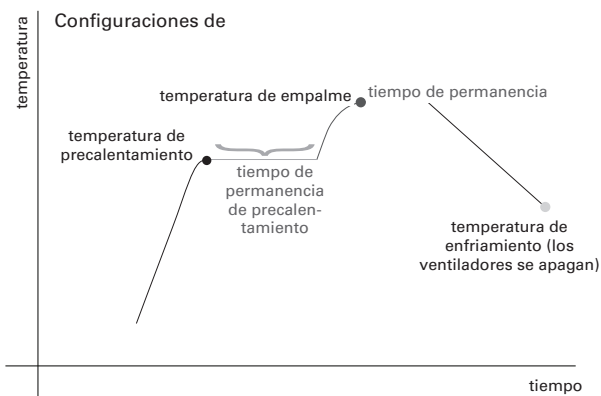 Configuraciones de
temperatura
temperatura de empalme
tiempo de permanencia
temperatura de
precalentamiento
tiempo de
permanencia
de precalen-
tamiento
temperatura de
enfriamiento (los
ventiladores se apagan)
tiempo